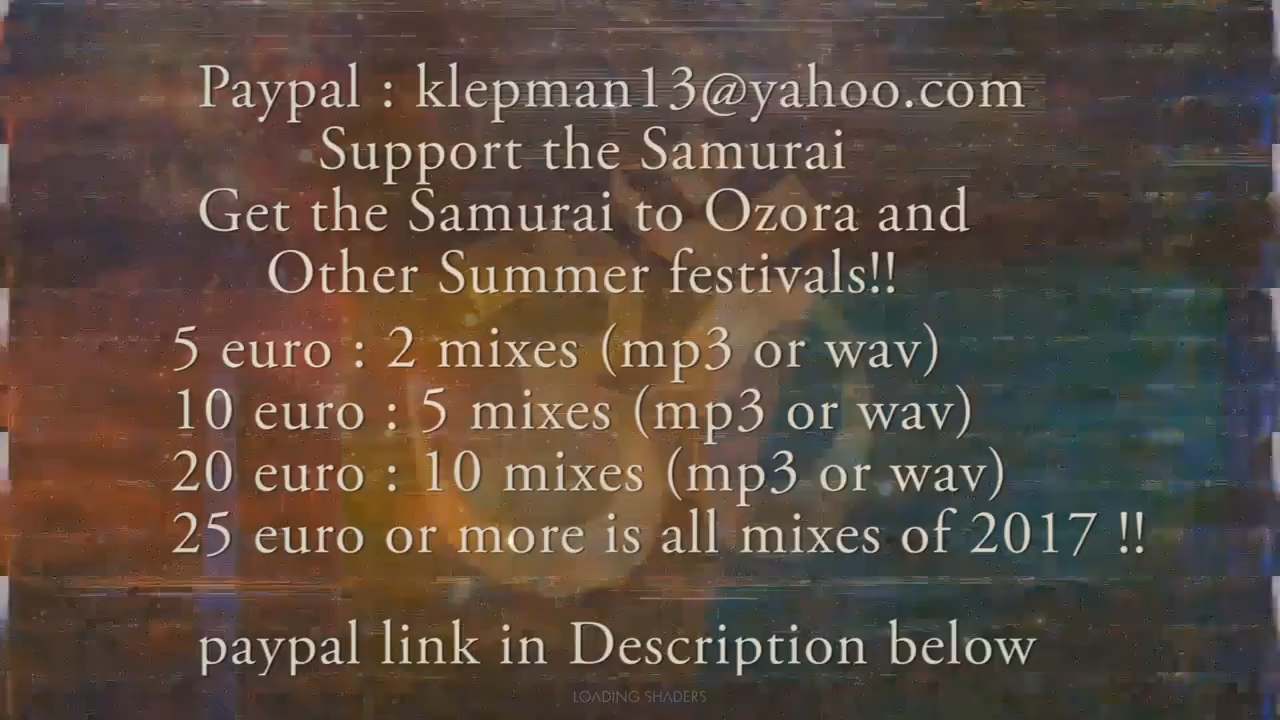 Paypal : klepman13@yahoo.com
Support the Samurai
Get the Samurai to Ozora and
Other Summer festivals!!
5 euro : 2 mixes (mp3 or wav)
10 euro : 5 mixes (mp3 or wav)
20 euro : 10 mixes (mp3 or wav)
25 euro or more is all mixes of 2017 !!
paypal link in Description below
LOADING SHADERS